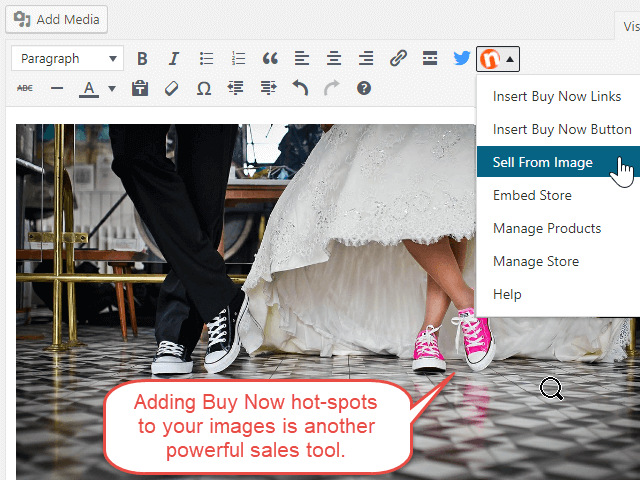 Add Media
Vis
Paragraph
B I
ABC A Ω ?
n
Insert Buy Now Links
Insert Buy Now Button
Sell From Image
Embed Store
Manage Products
Manage Store
Help
Adding Buy Now hot-spots
to your images is another
powerful sales tool.